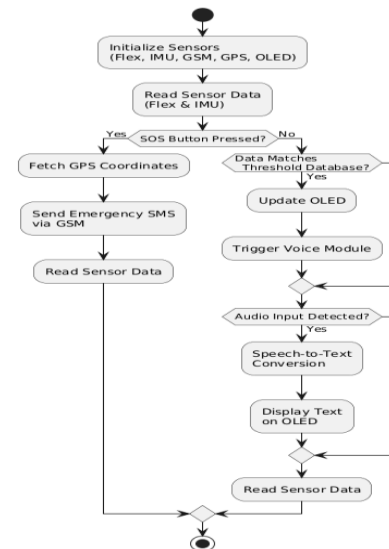 Initialize Sensors
(Flex, IMU, GSM, GPS, OLED)
Read Sensor Data
(Flex & IMU)
Yes
SOS Button Pressed?
No
Fetch GPS Coordinates
Send Emergency SMS
via GSM
Read Sensor Data
Data Matches
Threshold Database?
Yes
Update OLED
Trigger Voice Module
Audio Input Detected?
Yes
Speech-to-Text
Conversion
Display Text
on OLED
Read Sensor Data